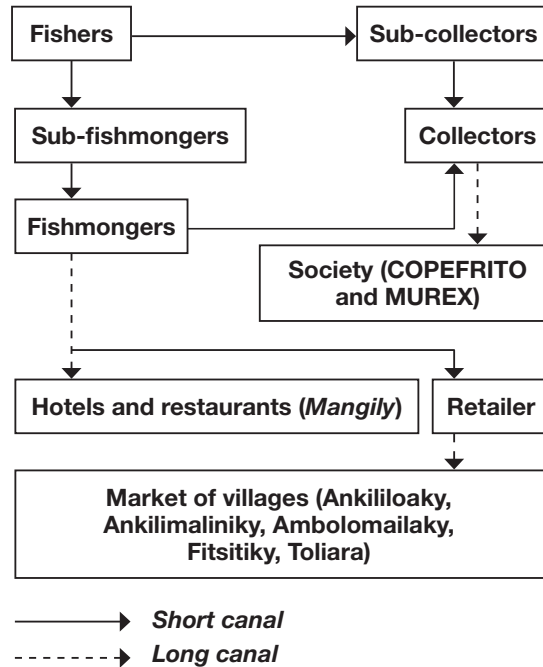 Fishers
Sub-collectors
Sub-fishmongers
Collectors
Fishmongers
Society (COPEFRITO
and MUREX)
Hotels and restaurants (Mangily)
Retailer
Market of villages (Ankililoaky,
Ankilimaliniky, Ambolomailaky,
Fitsitiky, Toliara)
Short canal
Long canal